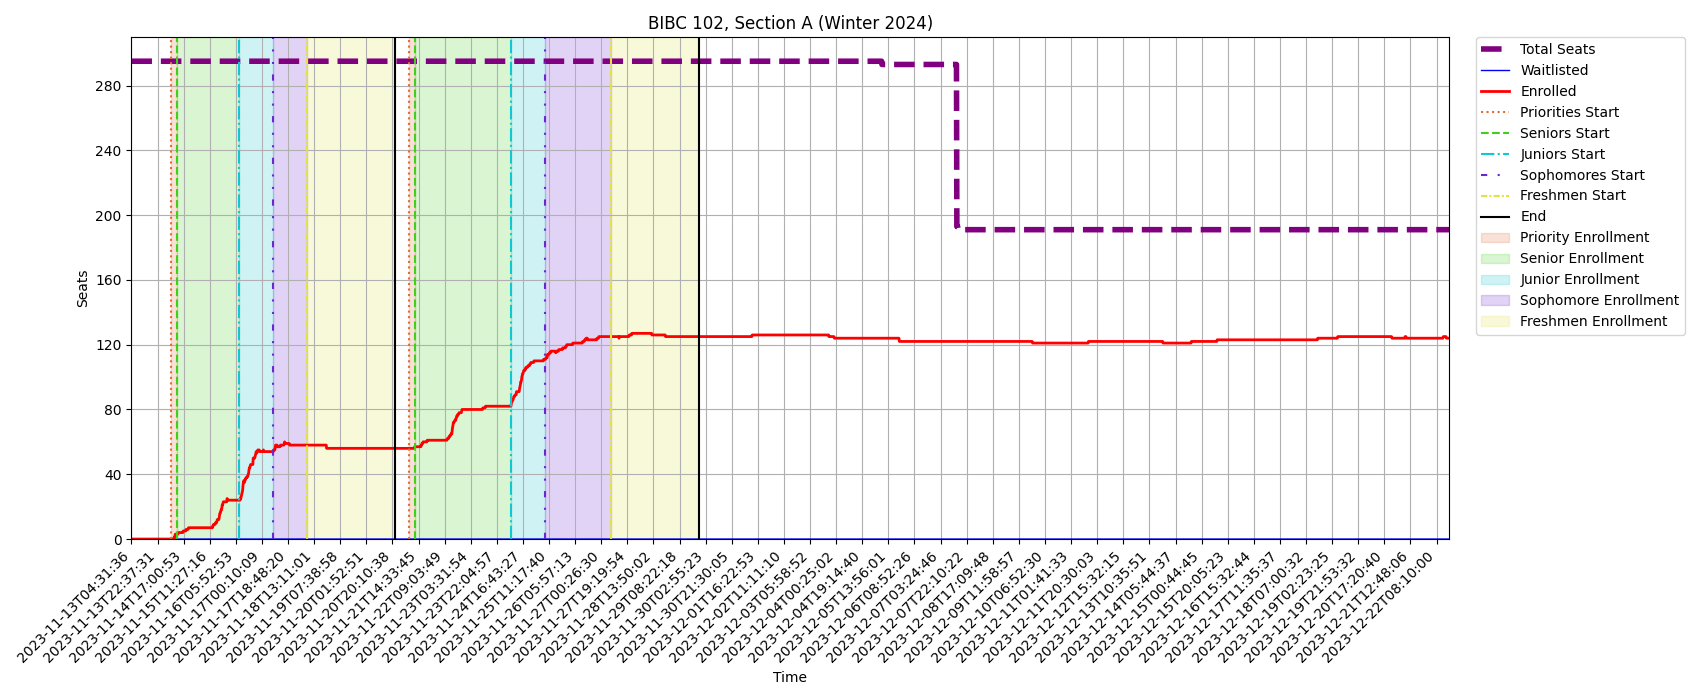 BIBC 102, Section A (Winter 2024)
Seats
280
240
200
160
120
80
40
0
2023-11-13T04:31:36
2023-11-13T22:37:31
2023-11-14T17:00:53
2023-11-15T11:27:16
2023-11-16T05:52:53
2023-11-17T00:10:09
2023-11-17T18:48:20
2023-11-18T13:11:01
2023-11-19T07:38:58
2023-11-20T01:52:51
2023-11-20T20:10:38
2023-11-21T14:33:45
2023-11-22T09:03:49
2023-11-23T03:31:54
2023-11-23T22:04:57
2023-11-24T16:43:27
2023-11-25T11:17:40
2023-11-26T05:57:13
2023-11-27T00:26:30
2023-11-27T19:19:54
2023-11-28T13:50:02
2023-11-29T08:22:18
2023-11-30T02:55:23
2023-11-30T21:30:05
2023-12-01T16:22:53
2023-12-02T11:11:10
2023-12-03T05:58:52
2023-12-04T00:25:02
2023-12-04T19:14:40
2023-12-05T13:56:01
2023-12-06T08:52:26
2023-12-07T03:24:46
2023-12-07T22:10:22
2023-12-08T17:09:48
2023-12-09T11:58:57
2023-12-10T06:52:30
2023-12-11T01:41:33
2023-12-11T20:30:03
2023-12-12T15:32:15
2023-12-13T10:35:51
2023-12-14T05:44:37
2023-12-15T00:44:45
2023-12-15T20:05:23
2023-12-16T15:32:44
2023-12-17T11:35:37
2023-12-18T07:00:32
2023-12-19T02:23:25
2023-12-19T21:53:32
2023-12-20T17:20:40
2023-12-21T12:48:06
2023-12-22T08:10:00
Time
Total Seats
Waitlisted
Enrolled
Priorities Start
Seniors Start
Juniors Start
Sophomores Start
Freshmen Start
End
Priority Enrollment
Senior Enrollment
Junior Enrollment
Sophomore Enrollment
Freshmen Enrollment